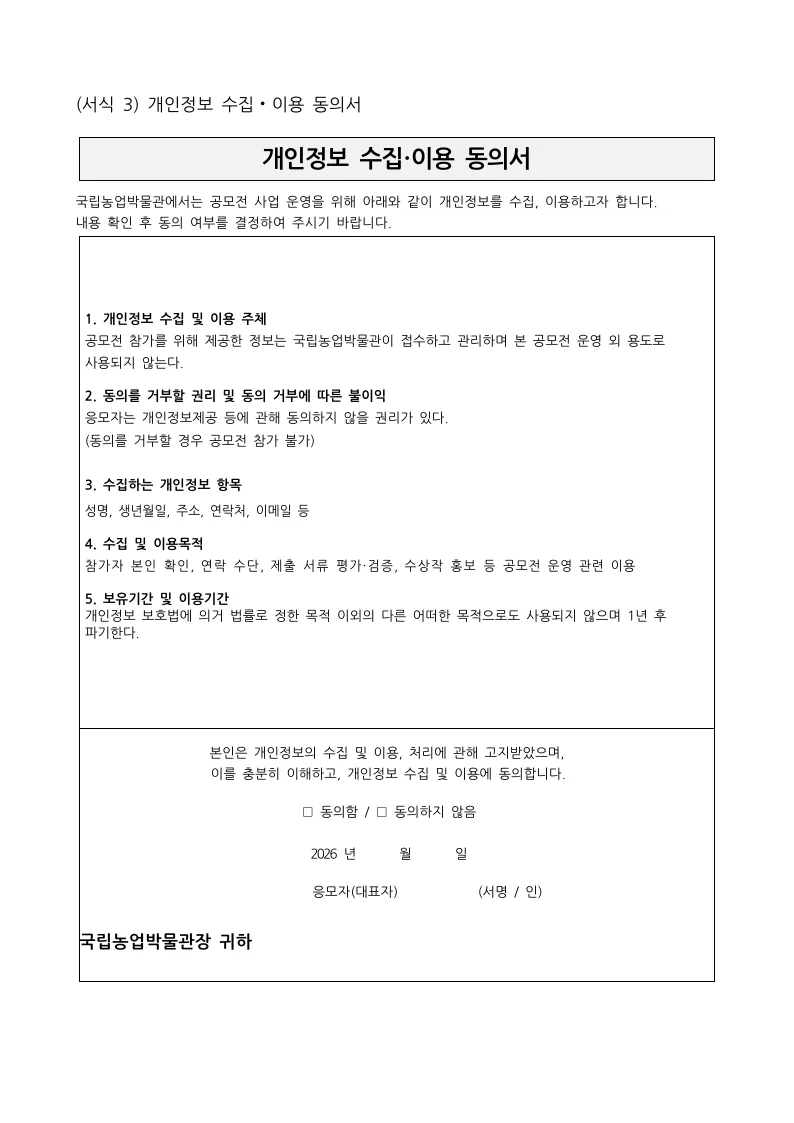 (서식 3) 개인정보 수집・이용 동의서
개인정보 수집·이용 동의서
국립농업박물관에서는 공모전 사업 운영을 위해 아래와 같이 개인정보를 수집, 이용하고자 합니다.
내용 확인 후 동의 여부를 결정하여 주시기 바랍니다.
1. 개인정보 수집 및 이용 주체
공모전 참가를 위해 제공한 정보는 국립농업박물관이 접수하고 관리하며 본 공모전 운영 외 용도로
사용되지 않는다.
2. 동의를 거부할 권리 및 동의 거부에 따른 불이익
응모자는 개인정보제공 등에 관해 동의하지 않을 권리가 있다.
(동의를 거부할 경우 공모전 참가 불가)
3. 수집하는 개인정보 항목
성명, 생년월일, 주소, 연락처, 이메일 등
4. 수집 및 이용목적
참가자 본인 확인, 연락 수단, 제출 서류 평가·검증, 수상작 홍보 등 공모전 운영 관련 이용
5. 보유기간 및 이용기간
개인정보 보호법에 의거 법률로 정한 목적 이외의 다른 어떠한 목적으로도 사용되지 않으며 1년 후
파기한다.
본인은 개인정보의 수집 및 이용, 처리에 관해 고지받았으며,
이를 충분히 이해하고, 개인정보 수집 및 이용에 동의합니다.
□ 동의함 / □ 동의하지 않음
2026 년 월 일
응모자(대표자) (서명 / 인)
국립농업박물관장 귀하